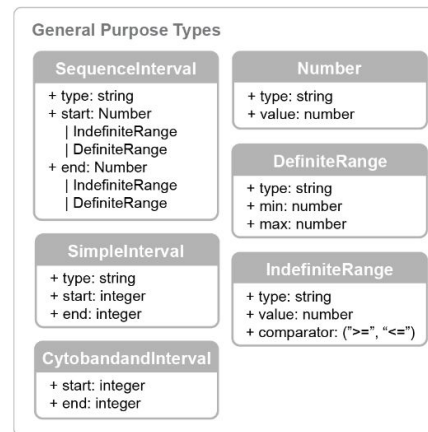 General Purpose Types
SequenceInterval
+ type: string
+ start: Number
| IndefiniteRange
| DefiniteRange
+ end: Number
| IndefiniteRange
| DefiniteRange
SimpleInterval
+ type: string
+ start: integer
+ end: integer
CytobandandInterval
+ start: integer
+ end: integer
Number
+ type: string
+ value: number
DefiniteRange
+ type: string
+ min: number
+ max: number
IndefiniteRange
+ type: string
+ value: number
+ comparator: (">=", “<=”)